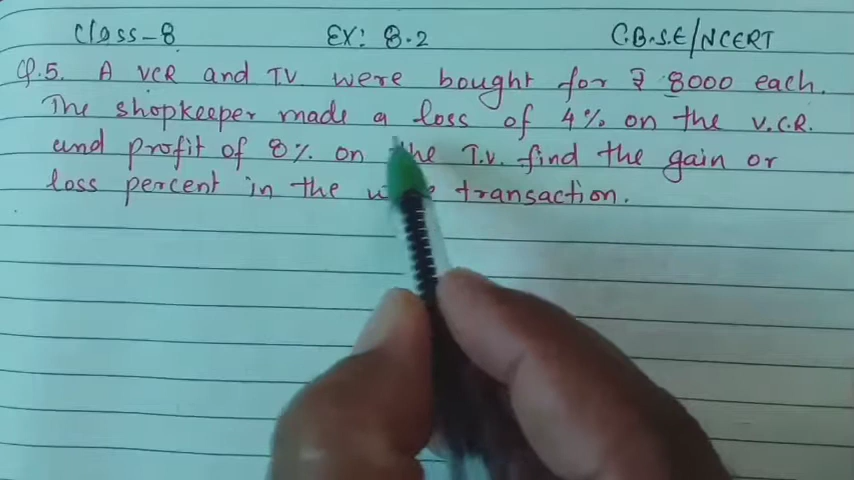 Class-8 EX: 8.2 C.B.S.E/NCERT
Q.5. A VCR and TV were bought for ₹ 8000 each.
The shopkeeper made a loss of 4% on the V.C.R.
and profit of 8% on the T.V. find the gain or
loss percent in the transaction.